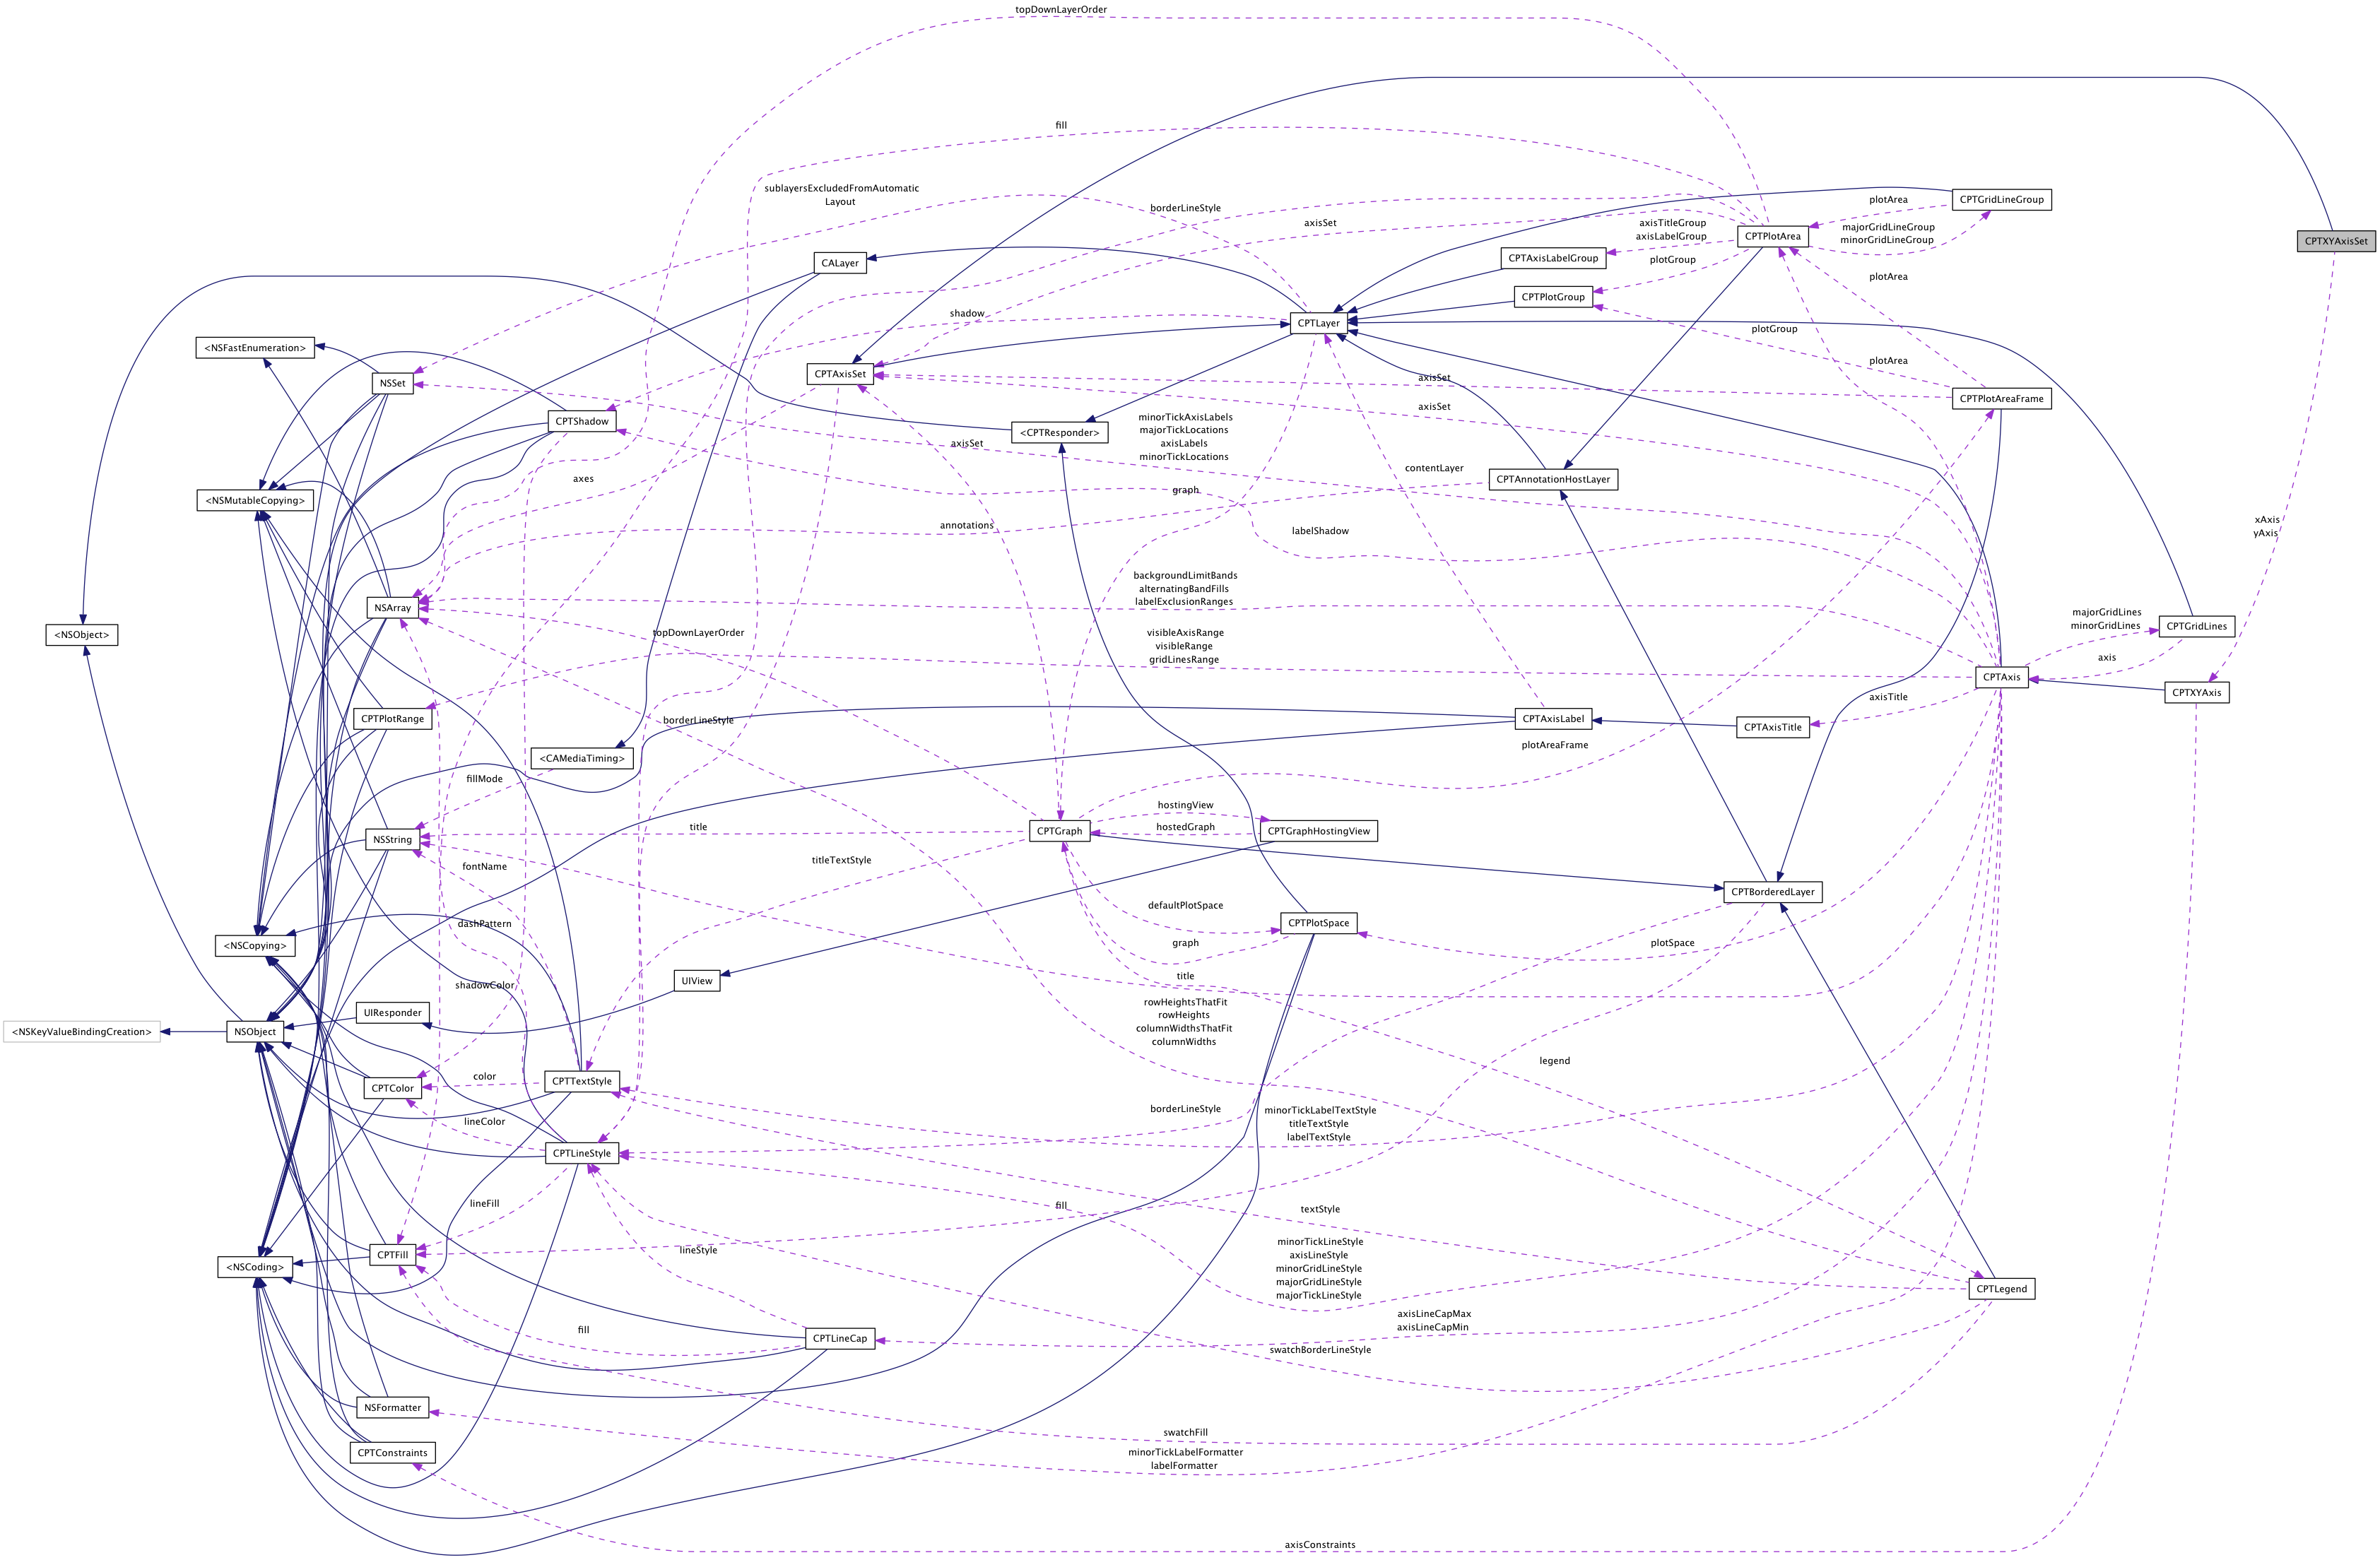 topDownLayerOrder
fill
sublayersExcludedFromAutomatic
Layout
borderLineStyle
axisSet
plotArea
CPTGridLineGroup
axisTitleGroup
axisLabelGroup
CPTPlotArea
majorGridLineGroup
minorGridLineGroup
CPTXYAxisSet
CALayer
CPTAxisLabelGroup
plotGroup
plotArea
CPTPlotGroup
shadow
CPTLayer
plotGroup
<NSFastEnumeration>
NSSet
CPTAxisSet
plotArea
axisSet
CPTPlotAreaFrame
axisSet
CPTShadow
<CPTResponder>
minorTickAxisLabels
majorTickLocations
axisLabels
minorTickLocations
axisSet
contentLayer
axes
CPTAnnotationHostLayer
graph
<NSMutableCopying>
annotations
labelShadow
xAxis
yAxis
backgroundLimitBands
alternatingBandFills
labelExclusionRanges
NSArray
majorGridLines
minorGridLines
CPTGridLines
<NSObject>
topDownLayerOrder
visibleAxisRange
visibleRange
gridLinesRange
axis
CPTAxis
CPTXYAxis
axisTitle
CPTPlotRange
borderLineStyle
CPTAxisLabel
CPTAxisTitle
plotAreaFrame
<CAMediaTiming>
fillMode
hostingView
NSString
title
CPTGraph
hostedGraph
CPTGraphHostingView
fontName
titleTextStyle
CPTBorderedLayer
defaultPlotSpace
CPTPlotSpace
dashPattern
<NSCopying>
graph
plotSpace
title
UIView
shadowColor
rowHeightsThatFit
rowHeights
columnWidthsThatFit
columnWidths
UIResponder
<NSKeyValueBindingCreation>
NSObject
legend
color
CPTTextStyle
CPTColor
lineColor
borderLineStyle
minorTickLabelTextStyle
titleTextStyle
labelTextStyle
CPTLineStyle
lineFill
fill
textStyle
CPTFill
lineStyle
minorTickLineStyle
axisLineStyle
minorGridLineStyle
majorGridLineStyle
majorTickLineStyle
<NSCoding>
CPTLegend
axisLineCapMax
axisLineCapMin
fill
CPTLineCap
swatchBorderLineStyle
NSFormatter
swatchFill
CPTConstraints
minorTickLabelFormatter
labelFormatter
axisConstraints